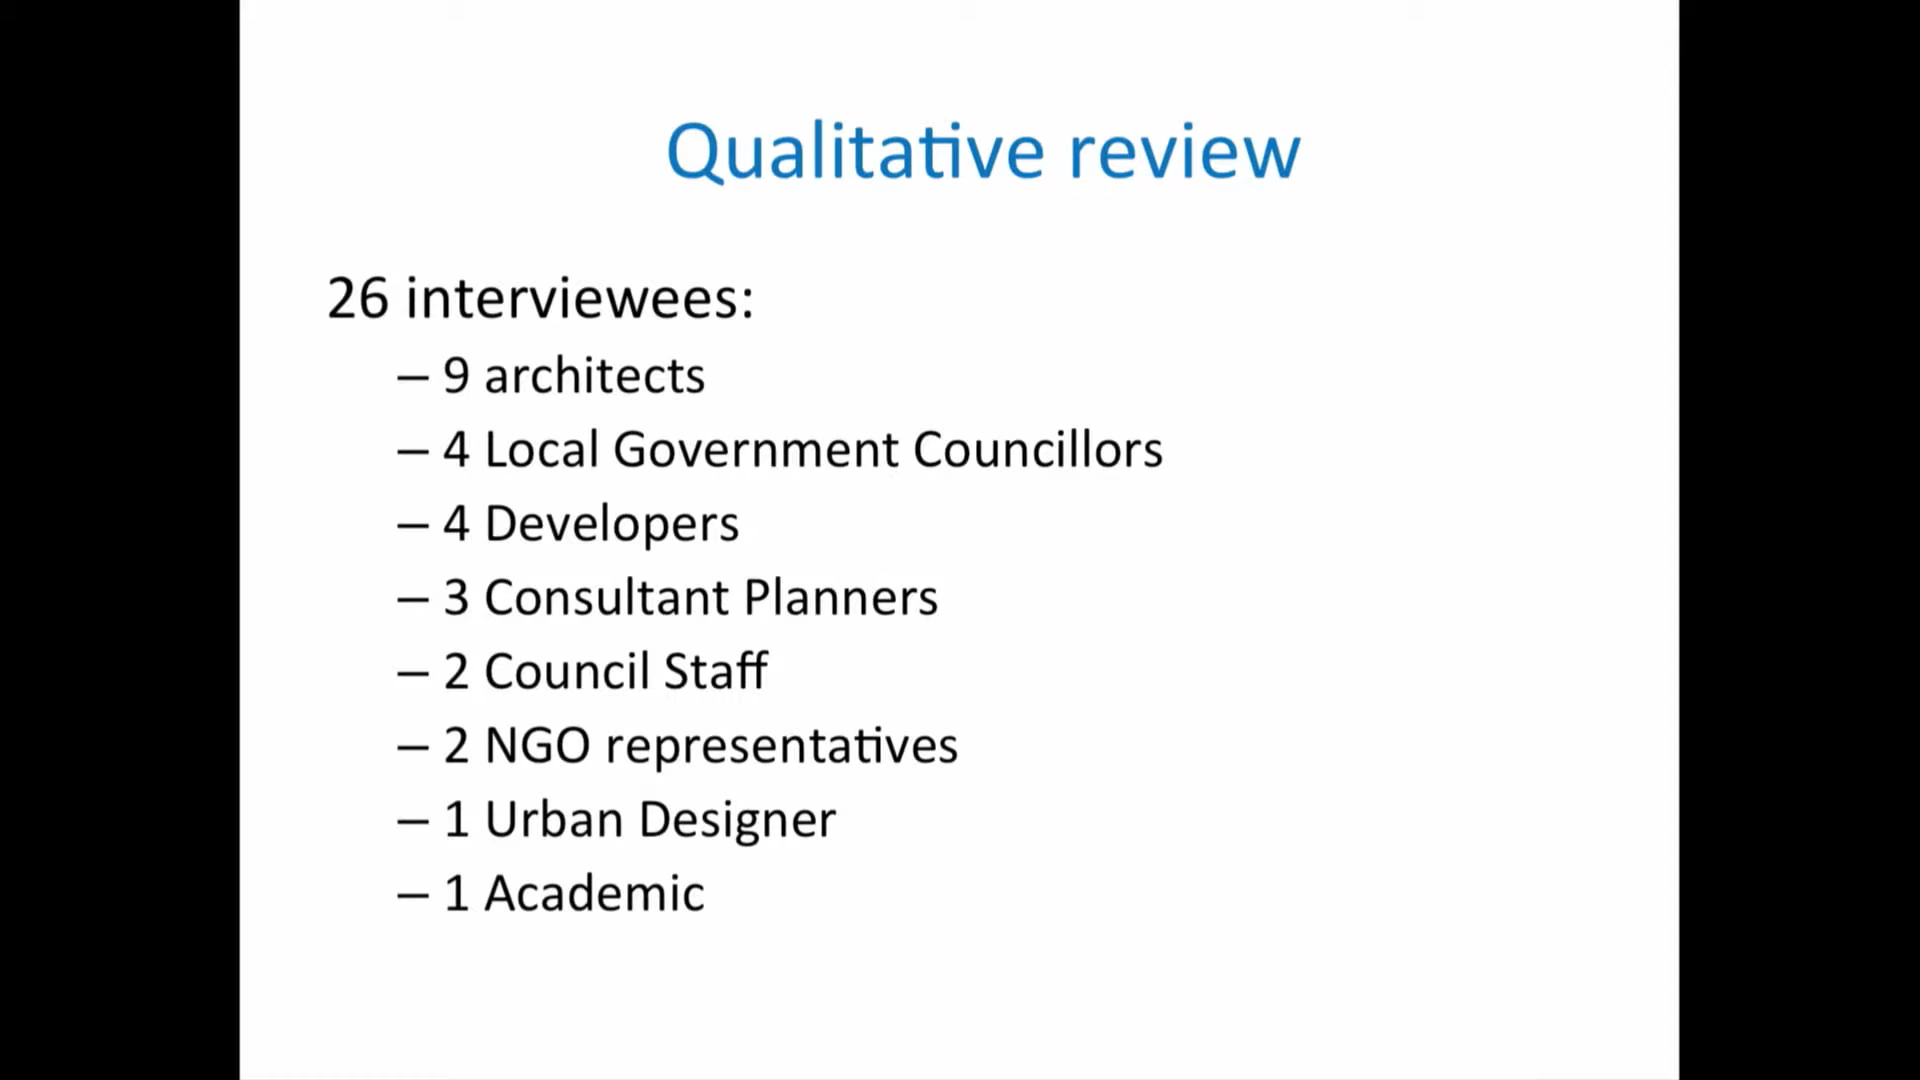 Qualitative review
26 interviewees:
– 9 architects
– 4 Local Government Councillors
– 4 Developers
– 3 Consultant Planners
– 2 Council Staff
– 2 NGO representatives
– 1 Urban Designer
– 1 Academic